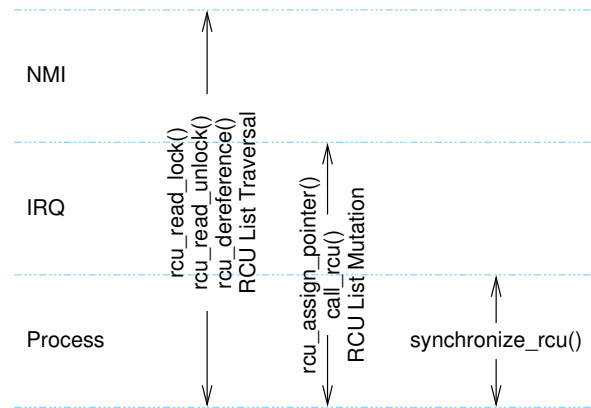 NMI
rcu_read_lock()
rcu_read_unlock()
rcu_dereference()
RCU List Traversal
IRQ
rcu_assign_pointer()
call_rcu()
RCU List Mutation
Process
synchronize_rcu()